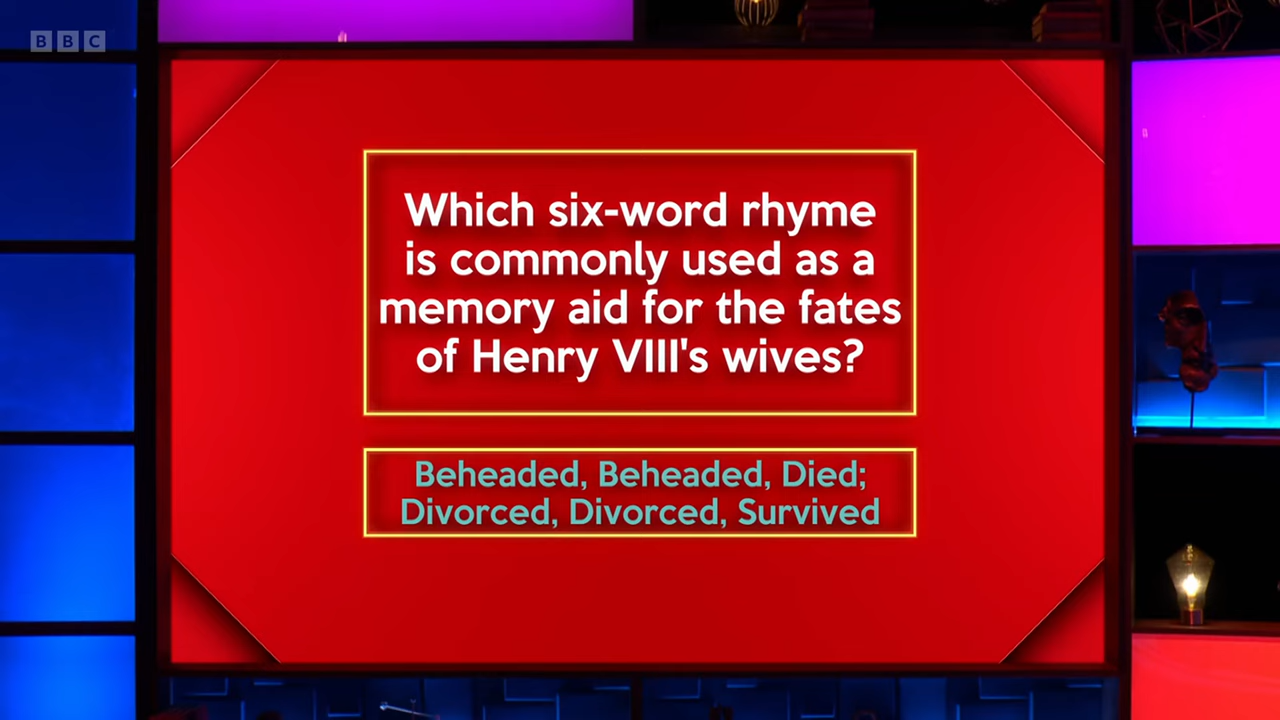 BBC
Which six-word rhyme
is commonly used as a
memory aid for the fates
of Henry VIII's wives?
Beheaded, Beheaded, Died;
Divorced, Divorced, Survived